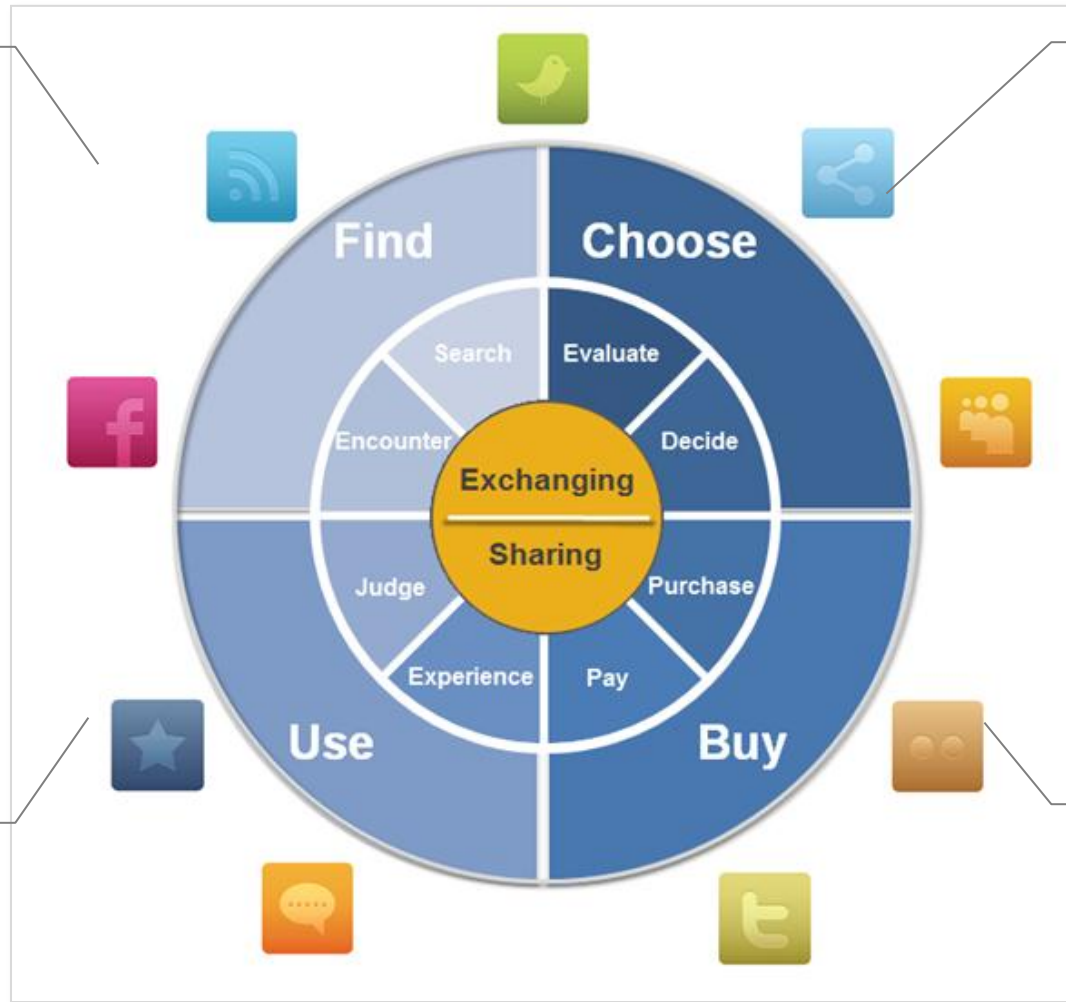 Find
Choose
Search
Evaluate
Encounter
Decide
Exchanging
Sharing
Judge
Purchase
Experience
Pay
Use
Buy